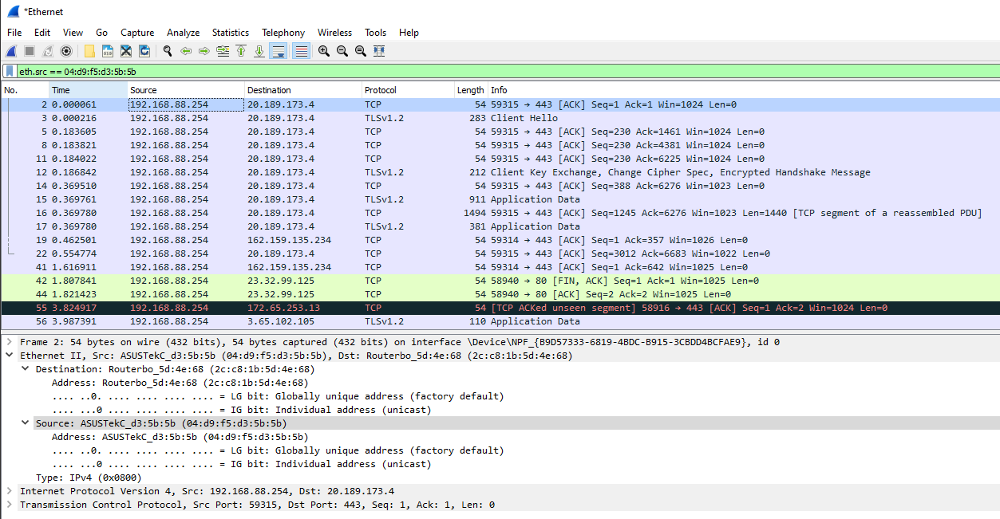 *Ethernet
File Edit View Go Capture Analyze Statistics Telephony Wireless Tools Help
eth.src == 04:d9:f5:d3:5b:5b
No. Time Source Destination Protocol Length Info
2 0.000061 192.168.88.254 20.189.173.4 TCP 54 59315 → 443 [ACK] Seq=1 Ack=1 Win=1024 Len=0
3 0.000216 192.168.88.254 20.189.173.4 TLSv1.2 283 Client Hello
5 0.183605 192.168.88.254 20.189.173.4 TCP 54 59315 → 443 [ACK] Seq=230 Ack=1461 Win=1024 Len=0
8 0.183821 192.168.88.254 20.189.173.4 TCP 54 59315 → 443 [ACK] Seq=230 Ack=4381 Win=1024 Len=0
11 0.184022 192.168.88.254 20.189.173.4 TCP 54 59315 → 443 [ACK] Seq=230 Ack=6225 Win=1024 Len=0
12 0.186842 192.168.88.254 20.189.173.4 TLSv1.2 212 Client Key Exchange, Change Cipher Spec, Encrypted Handshake Message
14 0.369510 192.168.88.254 20.189.173.4 TCP 54 59315 → 443 [ACK] Seq=388 Ack=6276 Win=1023 Len=0
15 0.369761 192.168.88.254 20.189.173.4 TLSv1.2 911 Application Data
16 0.369780 192.168.88.254 20.189.173.4 TCP 1494 59315 → 443 [ACK] Seq=1245 Ack=6276 Win=1023 Len=1440 [TCP segment of a reassembled PDU]
17 0.369780 192.168.88.254 20.189.173.4 TLSv1.2 381 Application Data
19 0.462501 192.168.88.254 162.159.135.234 TCP 54 59314 → 443 [ACK] Seq=1 Ack=357 Win=1026 Len=0
22 0.554774 192.168.88.254 20.189.173.4 TCP 54 59315 → 443 [ACK] Seq=3012 Ack=6683 Win=1022 Len=0
41 1.616911 192.168.88.254 162.159.135.234 TCP 54 59314 → 443 [ACK] Seq=1 Ack=642 Win=1025 Len=0
42 1.807841 192.168.88.254 23.32.99.125 TCP 54 58940 → 80 [FIN, ACK] Seq=1 Ack=1 Win=1025 Len=0
44 1.821423 192.168.88.254 23.32.99.125 TCP 54 58940 → 80 [ACK] Seq=2 Ack=2 Win=1025 Len=0
55 3.824917 192.168.88.254 172.65.253.13 TCP 54 [TCP ACKed unseen segment] 58916 → 443 [ACK] Seq=1 Ack=2 Win=1024 Len=0
56 3.987391 192.168.88.254 3.65.102.105 TLSv1.2 110 Application Data
Frame 2: 54 bytes on wire (432 bits), 54 bytes captured (432 bits) on interface \Device\NPF_{B9D57333-6819-4BDC-B915-3CBDD4BCFAE9}, id 0
Ethernet II, Src: ASUSTekC_d3:5b:5b (04:d9:f5:d3:5b:5b), Dst: Routerbo_5d:4e:68 (2c:c8:1b:5d:4e:68)
Destination: Routerbo_5d:4e:68 (2c:c8:1b:5d:4e:68)
Address: Routerbo_5d:4e:68 (2c:c8:1b:5d:4e:68)
.... ..0. .... .... .... .... = LG bit: Globally unique address (factory default)
.... ...0 .... .... .... .... = IG bit: Individual address (unicast)
Source: ASUSTekC_d3:5b:5b (04:d9:f5:d3:5b:5b)
Address: ASUSTekC_d3:5b:5b (04:d9:f5:d3:5b:5b)
.... ..0. .... .... .... .... = LG bit: Globally unique address (factory default)
.... ...0 .... .... .... .... = IG bit: Individual address (unicast)
Type: IPv4 (0x0800)
Internet Protocol Version 4, Src: 192.168.88.254, Dst: 20.189.173.4
Transmission Control Protocol, Src Port: 59315, Dst Port: 443, Seq: 1, Ack: 1, Len: 0